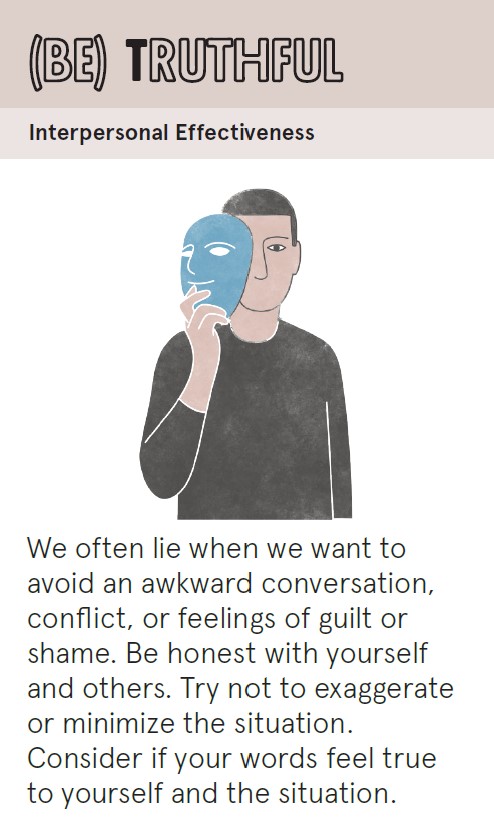 (BE) TRUTHFUL
Interpersonal Effectiveness
We often lie when we want to
avoid an awkward conversation,
conflict, or feelings of guilt or
shame. Be honest with yourself
and others. Try not to exaggerate
or minimize the situation.
Consider if your words feel true
to yourself and the situation.